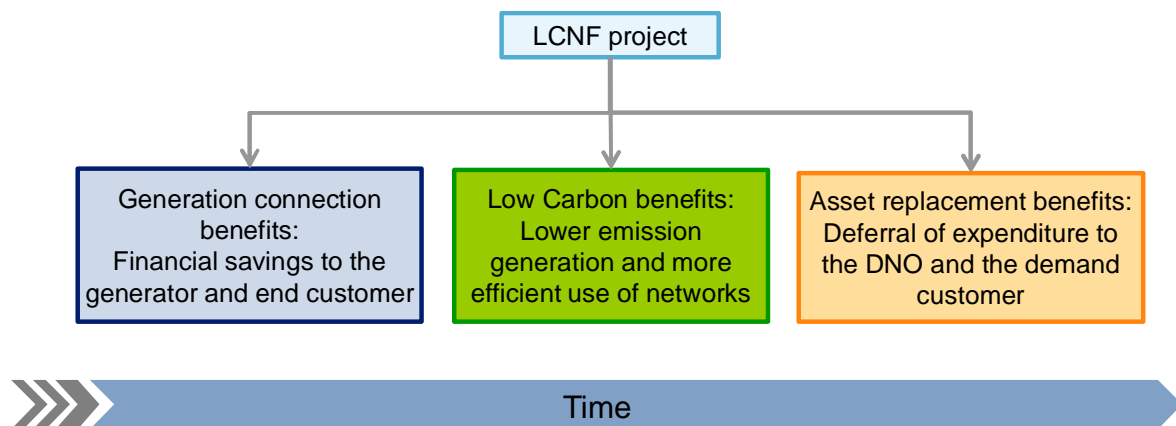 LCNF project
Generation connection
benefits:
Financial savings to the
generator and end customer
Low Carbon benefits:
Lower emission
generation and more
efficient use of networks
Asset replacement benefits:
Deferral of expenditure to
the DNO and the demand
customer
Time